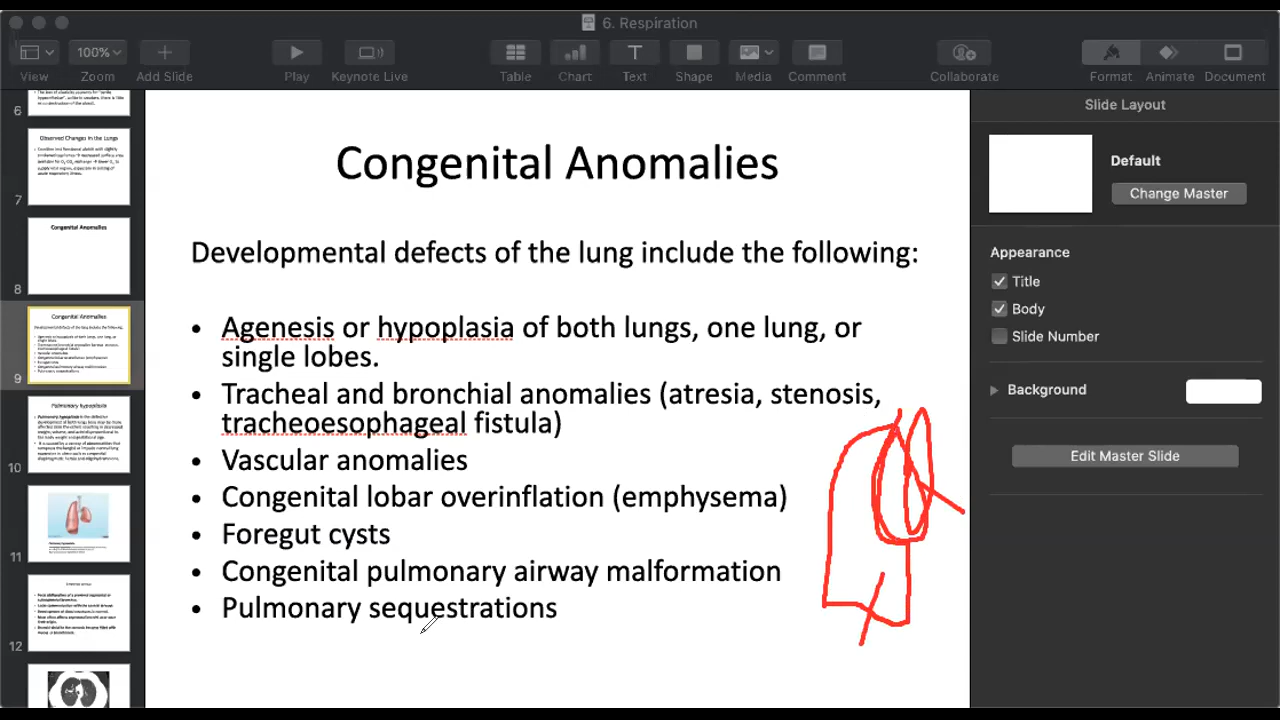 6. Respiration
View
100%
Zoom
Add Slide
Play
Keynote Live
Table
Chart
Text
Shape
Media
Comment
Collaborate
Format
Animate
Document
6
7
Observed Changes in the Lungs
8
Congenital Anomalies
9
Congenital Anomalies
10
Pulmonary hypoplasia
11
12
Congenital Anomalies
Developmental defects of the lung include the following:
• Agenesis or hypoplasia of both lungs, one lung, or
single lobes.
• Tracheal and bronchial anomalies (atresia, stenosis,
tracheoesophageal fistula)
• Vascular anomalies
• Congenital lobar overinflation (emphysema)
• Foregut cysts
• Congenital pulmonary airway malformation
• Pulmonary sequestrations
Slide Layout
Default
Change Master
Appearance
Title
Body
Slide Number
Background
Edit Master Slide